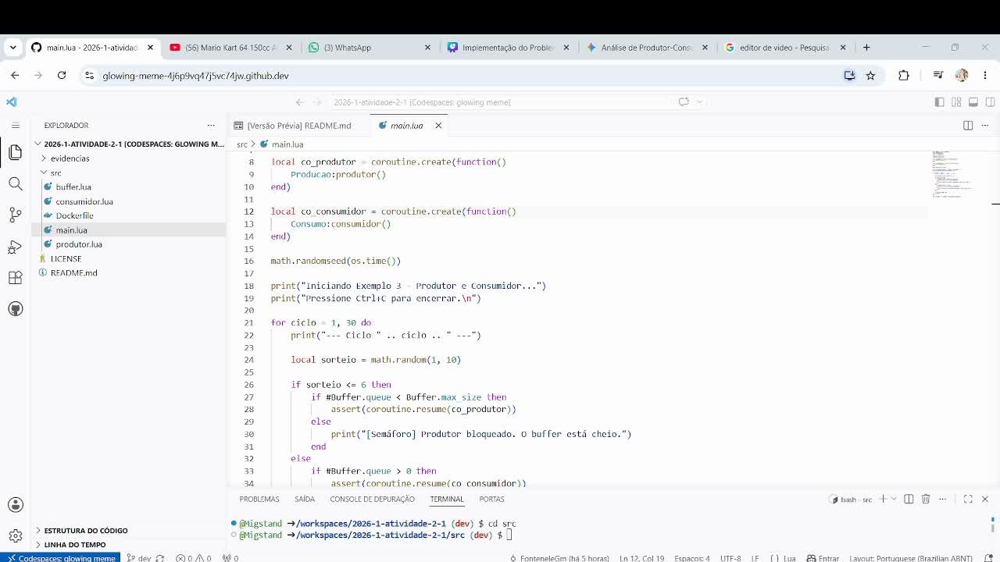 main.lua - 2026-1-atividad
(56) Mario Kart 64 150cc A
(3) WhatsApp
Implementação do Proble
Análise de Produtor-Consu
editor de video - Pesquisa
glowing-meme-4j6p9vq47j5vc74jw.github.dev
2026-1-atividade-2-1 [Codespaces: glowing meme]
EXPLORADOR
[Versão Prévia] README.md
main.lua
2026-1-ATIVIDADE-2-1 [CODESPACES: GLOWING M...
src > main.lua
evidencias
src
buffer.lua
consumidor.lua
Dockerfile
main.lua
produtor.lua
LICENSE
README.md
8 local co_produtor = coroutine.create(function()
9 Producao:produtor()
10 end)
11
12 local co_consumidor = coroutine.create(function()
13 Consumo:consumidor()
14 end)
15
16 math.randomseed(os.time())
17
18 print("Iniciando Exemplo 3 - Produtor e Consumidor...")
19 print("Pressione Ctrl+C para encerrar.\n")
20
21 for ciclo = 1, 30 do
22 print("--- Ciclo " .. ciclo .. " ---")
23
24 local sorteio = math.random(1, 10)
25
26 if sorteio <= 6 then
27 if #Buffer.queue < Buffer.max_size then
28 assert(coroutine.resume(co_produtor))
29 else
30 print("[Semáforo] Produtor bloqueado. O buffer está cheio.")
31 end
32 else
33 if #Buffer.queue > 0 then
34 assert(coroutine.resume(co_consumidor))
PROBLEMAS SAÍDA CONSOLE DE DEPURAÇÃO TERMINAL PORTAS
bash - src
@Migstand ➜/workspaces/2026-1-atividade-2-1 (dev) $ cd src
@Migstand ➜/workspaces/2026-1-atividade-2-1/src (dev) $
ESTRUTURA DO CÓDIGO
LINHA DO TEMPO
Codespaces: glowing meme dev 0 0 0 FonteneleGm (há 5 horas) Ln 12, Col 19 Espaços: 4 UTF-8 LF Lua Entrar Layout: Portuguese (Brazilian ABNT)